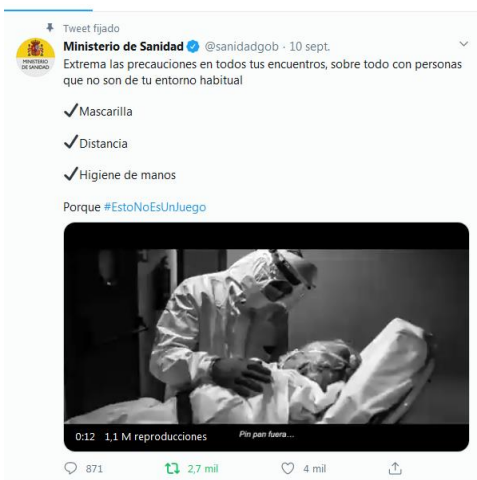 Tweet fijado
Ministerio de Sanidad @sanidadgob · 10 sept.
Extrema las precauciones en todos tus encuentros, sobre todo con personas
que no son de tu entorno habitual
✓Mascarilla
✓Distancia
✓Higiene de manos
Porque #EstoNoEsUnJuego
MINISTERIO
DE SANIDAD
Pin pan fuera...
0:12 1,1 M reproducciones
871 2,7 mil 4 mil